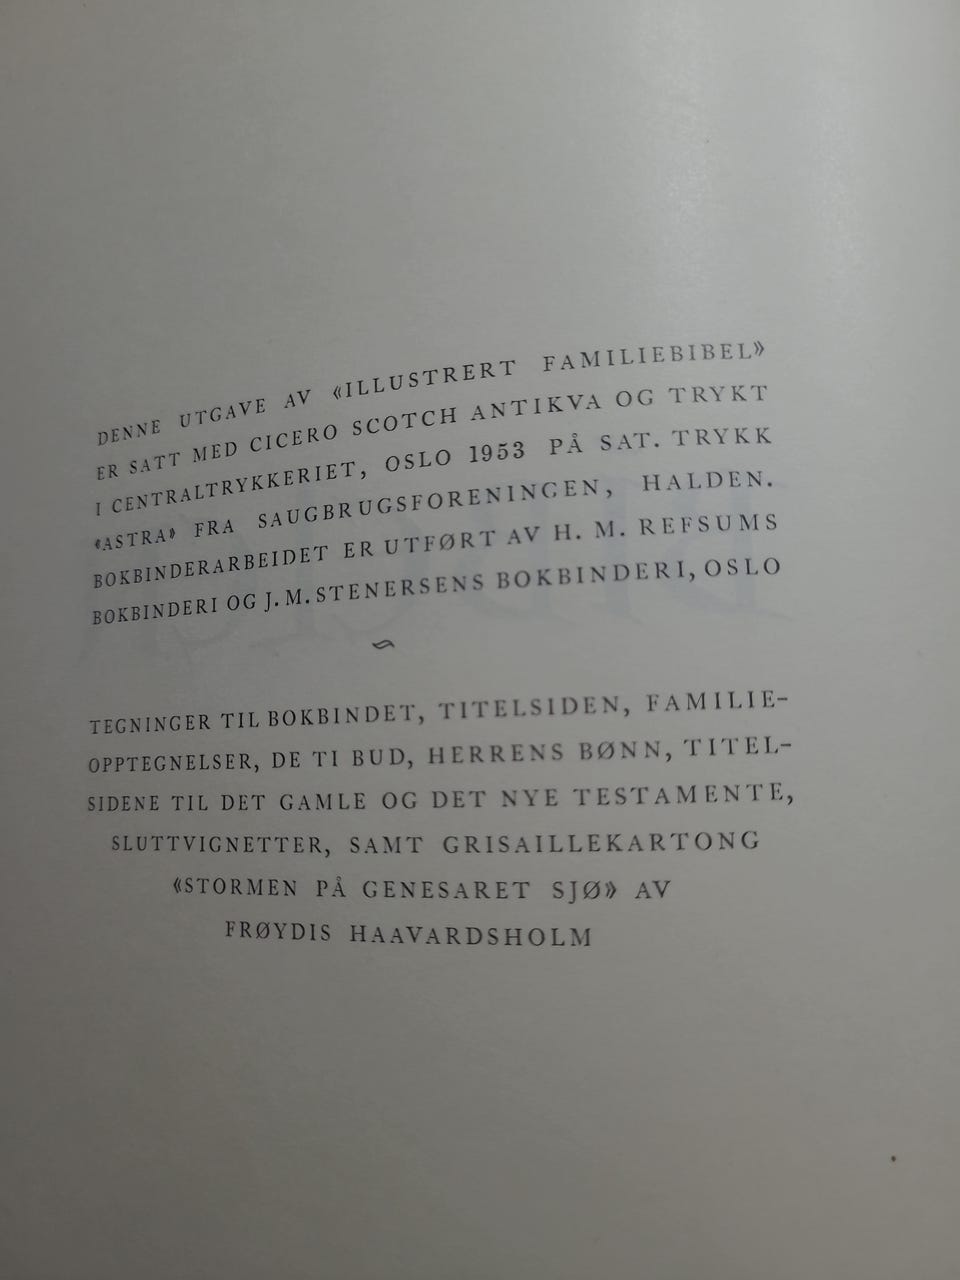 DENNE UTGAVE AV «ILLUSTRERT FAMILIEBIBEL»
ER SATT MED CICERO SCOTCH ANTIKVA OG TRYKT
I CENTRALTRYKKERIET, OSLO 1953 PÅ SAT. TRYKK
«ASTRA» FRA SAUGBRUGSFORENINGEN, HALDEN.
BOKBINDERARBEIDET ER UTFØRT AV H. M. REFSUMS
BOKBINDERI OG J. M. STENERSENS BOKBINDERI, OSLO
TEGNINGER TIL BOKBINDET, TITELSIDEN, FAMILIE-
OPPTEGNELSER, DE TI BUD, HERRENS BØNN, TITEL-
SIDENE TIL DET GAMLE OG DET NYE TESTAMENTE,
SLUTTVIGNETTER, SAMT GRISAILLEKARTONG
«STORMEN PÅ GENESARET SJØ» AV
FRØYDIS HAAVARDSHOLM